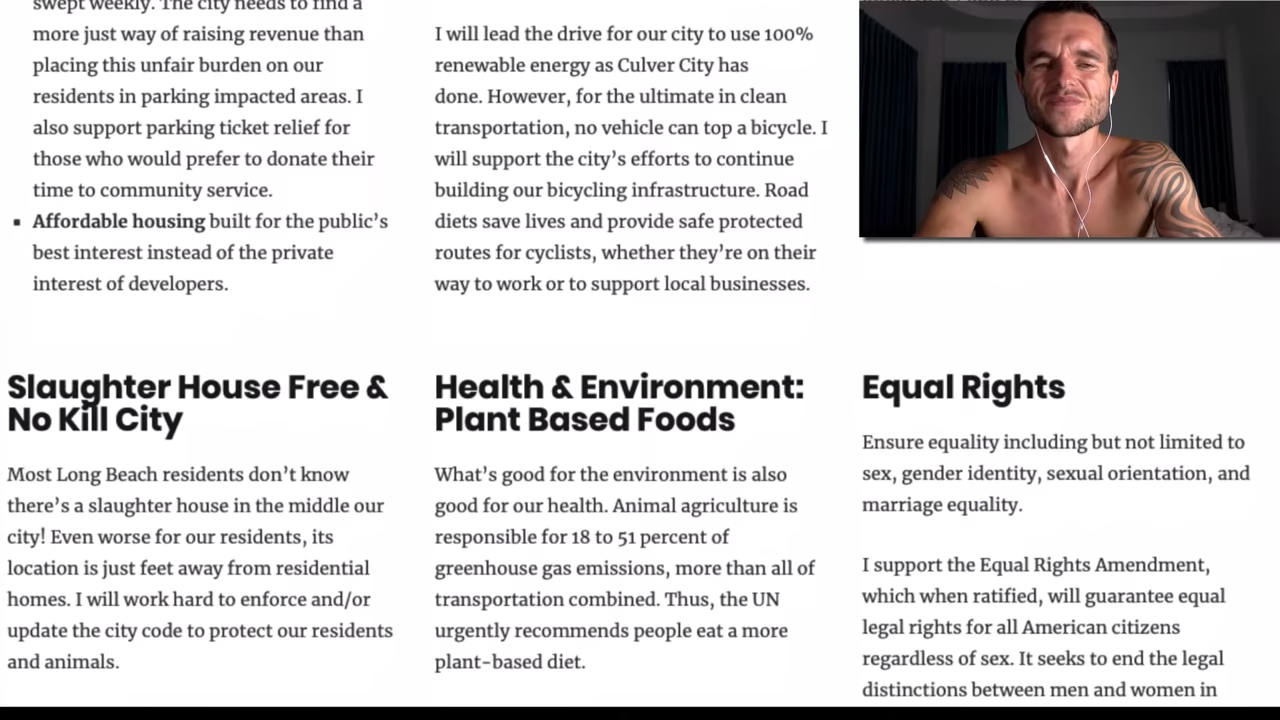 swept weekly. The city needs to find a
more just way of raising revenue than
placing this unfair burden on our
residents in parking impacted areas. I
also support parking ticket relief for
those who would prefer to donate their
time to community service.
▪ Affordable housing built for the public’s
best interest instead of the private
interest of developers.
I will lead the drive for our city to use 100%
renewable energy as Culver City has
done. However, for the ultimate in clean
transportation, no vehicle can top a bicycle. I
will support the city’s efforts to continue
building our bicycling infrastructure. Road
diets save lives and provide safe protected
routes for cyclists, whether they’re on their
way to work or to support local businesses.
Slaughter House Free &
No Kill City
Most Long Beach residents don’t know
there’s a slaughter house in the middle our
city! Even worse for our residents, its
location is just feet away from residential
homes. I will work hard to enforce and/or
update the city code to protect our residents
and animals.
Health & Environment:
Plant Based Foods
What’s good for the environment is also
good for our health. Animal agriculture is
responsible for 18 to 51 percent of
greenhouse gas emissions, more than all of
transportation combined. Thus, the UN
urgently recommends people eat a more
plant-based diet.
Equal Rights
Ensure equality including but not limited to
sex, gender identity, sexual orientation, and
marriage equality.
I support the Equal Rights Amendment,
which when ratified, will guarantee equal
legal rights for all American citizens
regardless of sex. It seeks to end the legal
distinctions between men and women in